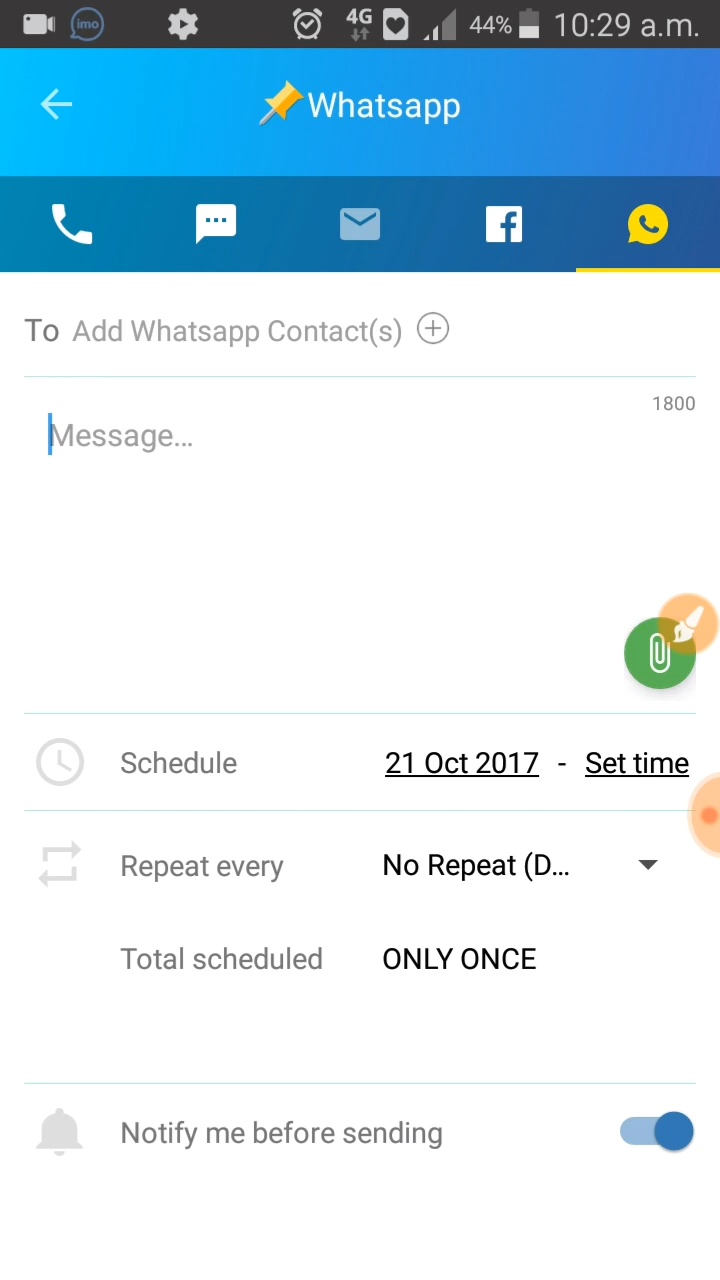 imo 4G 44% 10:29 a.m.
Whatsapp
To Add Whatsapp Contact(s)
1800
Message...
Schedule 21 Oct 2017 - Set time
Repeat every No Repeat (D...
Total scheduled ONLY ONCE
Notify me before sending